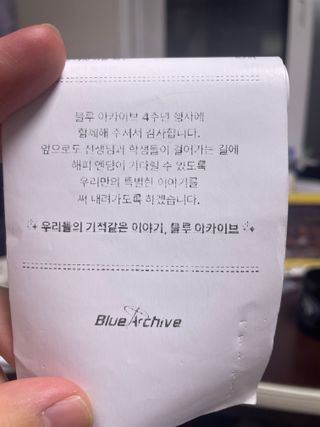 블루 아카이브 4주년 행사에
함께해 주셔서 감사합니다.
앞으로도 선생님과 학생들이 걸어가는 길에
해피 엔딩이 기다릴 수 있도록
우리만의 특별한 이야기를
써 내려가도록 하겠습니다.
우리들의 기적같은 이야기, 블루 아카이브
Blue Archive